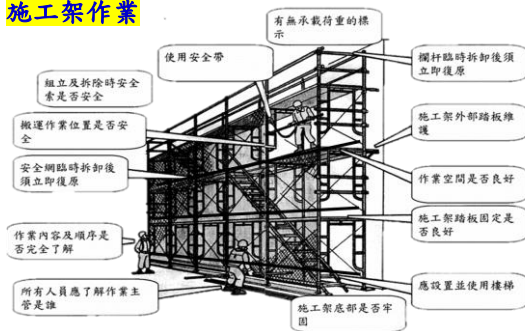 施工架作業
有無承載荷重的標
示
使用安全帶
欄杆臨時拆卸後須
立即復原
組立及拆除時安全
索是否安全
施工架外部踏板維
護
搬運作業位置是否安
全
安全網臨時拆卸後
須立即復原
作業空間是否良好
施工架踏板固定是
否良好
作業內容及順序是
否完全了解
所有人員應了解作業主
管是誰
應設置並使用樓梯
施工架底部是否牢
固